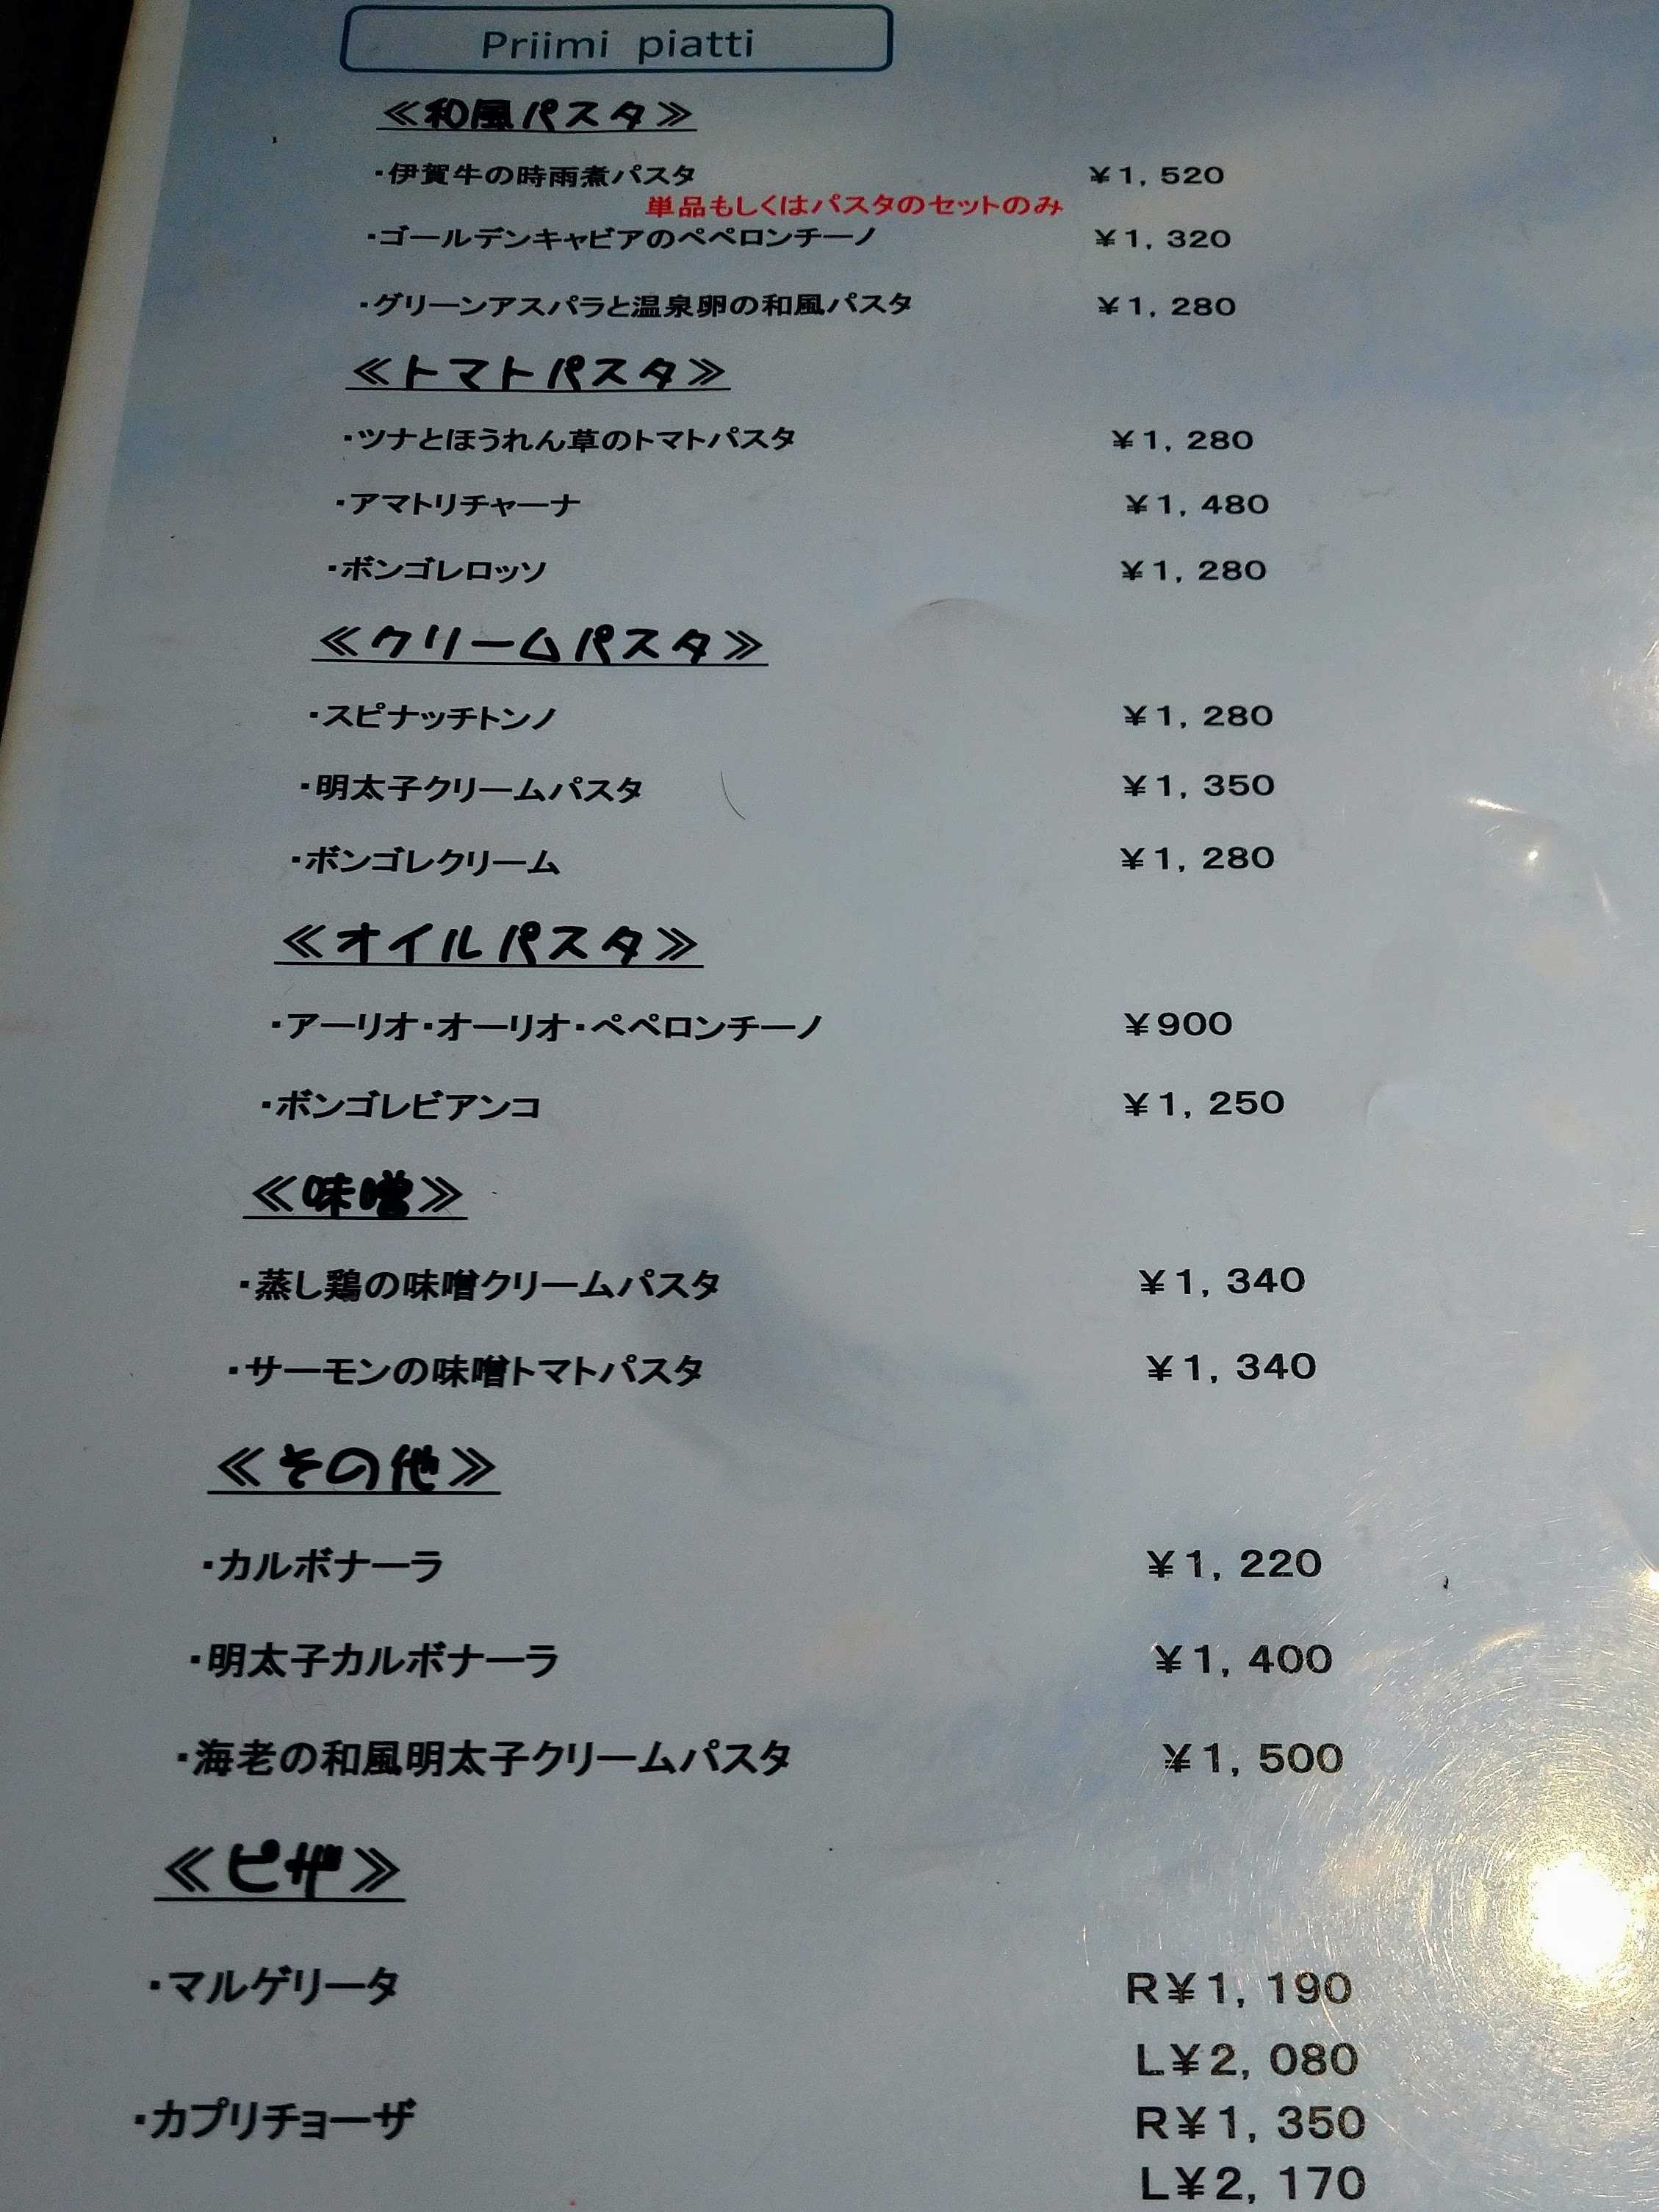 Priimi piatti
≪和風パスタ≫
・伊賀牛の時雨煮パスタ ¥1,520
単品もしくはパスタのセットのみ
・ゴールデンキャビアのペペロンチーノ ¥1,320
・グリーンアスパラと温泉卵の和風パスタ ¥1,280
≪トマトパスタ≫
・ツナとほうれん草のトマトパスタ ¥1,280
・アマトリチャーナ ¥1,480
・ボンゴレロッソ ¥1,280
≪クリームパスタ≫
・スピナッチトンノ ¥1,280
・明太子クリームパスタ ¥1,350
・ボンゴレクリーム ¥1,280
≪オイルパスタ≫
・アーリオ・オーリオ・ペペロンチーノ ¥900
・ボンゴレビアンコ ¥1,250
≪味噌≫
・蒸し鶏の味噌クリームパスタ ¥1,340
・サーモンの味噌トマトパスタ ¥1,340
≪その他≫
・カルボナーラ ¥1,220
・明太子カルボナーラ ¥1,400
・海老の和風明太子クリームパスタ ¥1,500
≪ピザ≫
・マルゲリータ R¥1,190
L¥2,080
・カプリチョーザ R¥1,350
L¥2,170